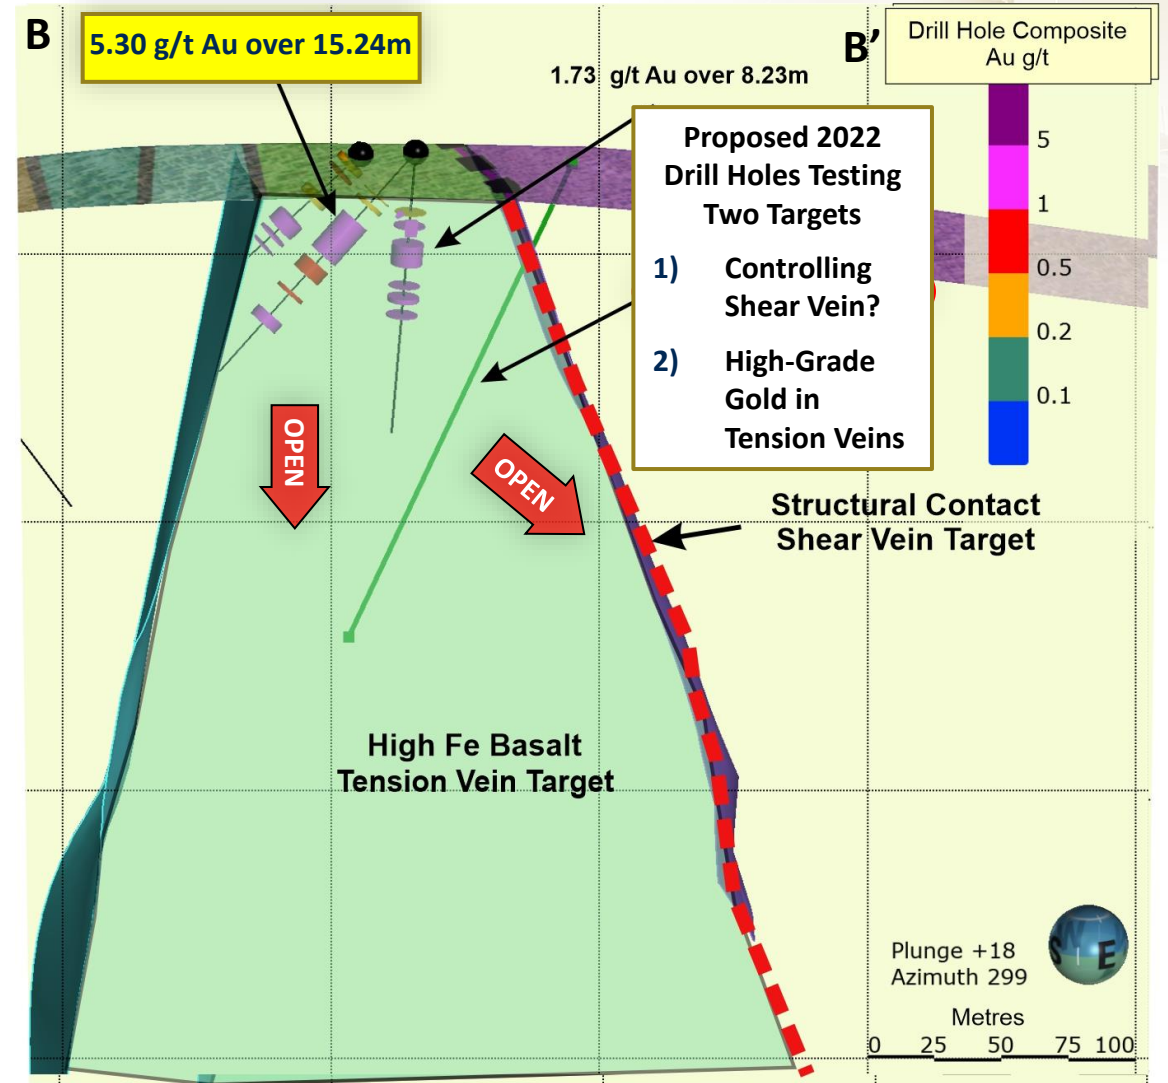 B
5.30 g/t Au over 15.24m
B’
Drill Hole Composite
Au g/t
1.73 g/t Au over 8.23m
Proposed 2022
Drill Holes Testing
Two Targets
1) Controlling
Shear Vein?
2) High-Grade
Gold in
Tension Veins
5
1
0.5
0.2
0.1
OPEN
OPEN
Structural Contact
Shear Vein Target
High Fe Basalt
Tension Vein Target
Plunge +18
Azimuth 299
S W E
Metres
0 25 50 75 100